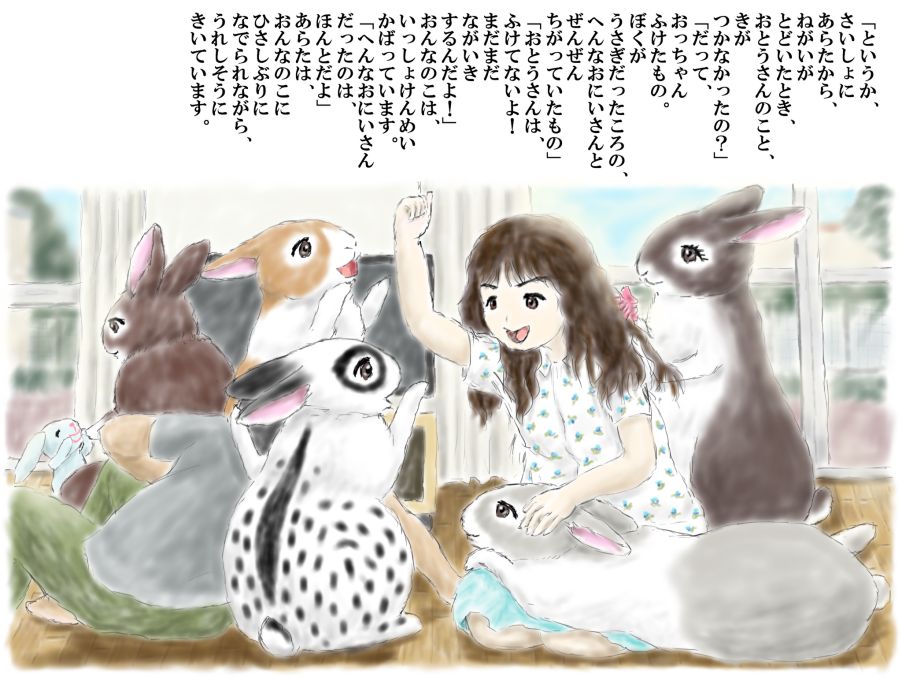 「というか、
さいしょに
あらたから、
ねがいが
とどいたとき、
おとうさんのこと、
きが
つかなかったの?」
「だって、
おっちゃん
ふけたもの。
ぼくが
うさぎだったころの、
へんなおにいさんと
ぜんぜん
ちがっていたもの」
「おとうさんは、
ふけてないよ!
まだまだ
ながいき
するんだよ!」
おんなのこは、
いっしょけんめい
かばっています。
「へんなおにいさん
だったのは、
ほんとだよ」
あらたは、
おんなのこに
ひさしぶりに
なでられながら、
うれしそうに
きいています。